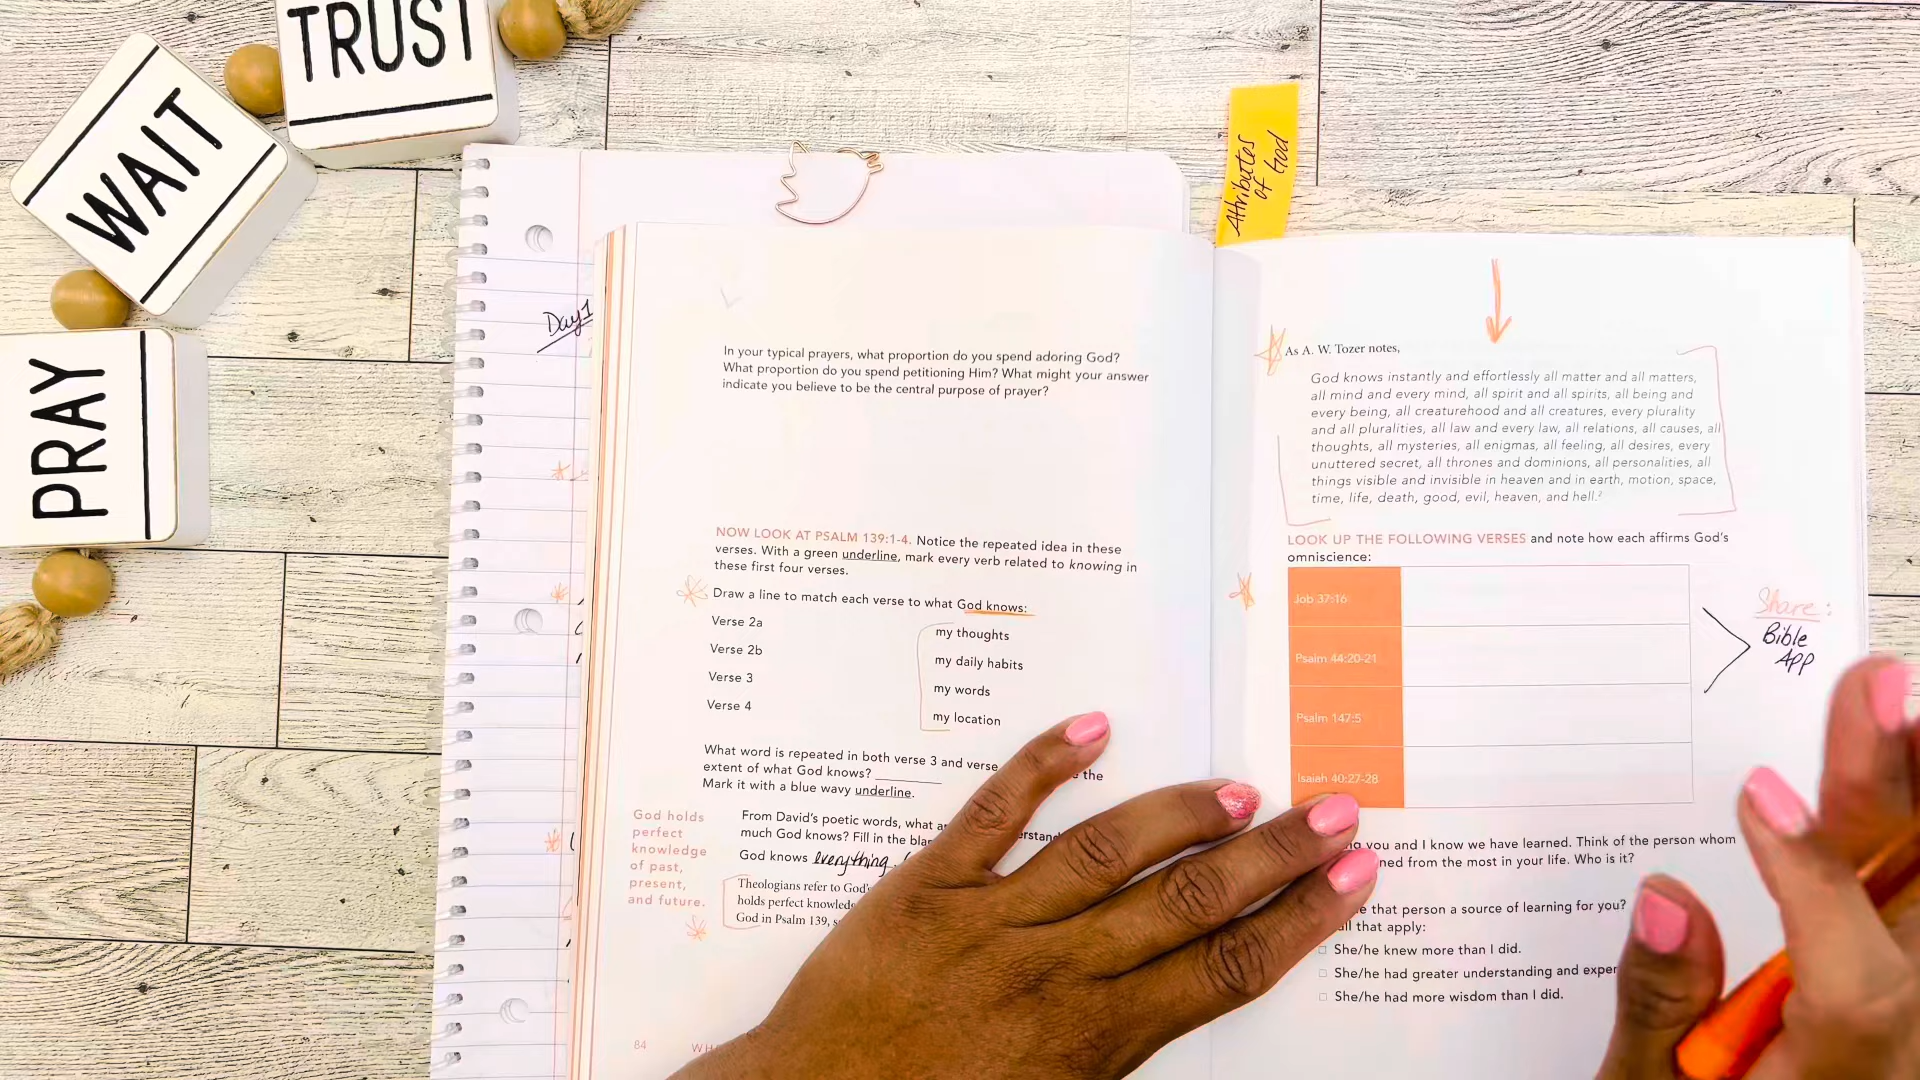 TRUST
WAIT
PRAY
Attributes
of God
Day 1
In your typical prayers, what proportion do you spend adoring God?
What proportion do you spend petitioning Him? What might your answer
indicate you believe to be the central purpose of prayer?
NOW LOOK AT PSALM 139:1-4. Notice the repeated idea in these
verses. With a green underline, mark every verb related to knowing in
these first four verses.
Draw a line to match each verse to what God knows:
Verse 2a
my thoughts
Verse 2b
my daily habits
Verse 3
my words
Verse 4
my location
What word is repeated in both verse 3 and verse
the
extent of what God knows?
Mark it with a blue wavy underline.
From David's poetic words, what
much God knows? Fill in the
God knows everything.
God holds
perfect
knowledge
of past,
present,
and future.
Theologians refer to God's
holds perfect
God in Psalm 139,
84
As A. W. Tozer notes,
God knows instantly and effortlessly all matter and all matters,
all mind and every mind, all spirit and all spirits, all being and
every being, all creaturehood and all creatures, every plurality
and all pluralities, all law and every law, all relations, all causes, all
thoughts, all mysteries, all enigmas, all feeling, all desires, every
unuttered secret, all thrones and dominions, all personalities, all
things visible and invisible in heaven and in earth, motion, space,
time, life, death, good, evil, heaven, and hell.2
LOOK UP THE FOLLOWING VERSES and note how each affirms God's
omniscience:
Job 37:16
Psalm 44:20-21
Psalm 147:5
Isaiah 40:27-28
Share:
Bible
App
you and I know we have learned. Think of the person whom
from the most in your life. Who is it?
that person a source of learning for you?
all that apply:
She/he knew more than I did.
She/he had greater understanding and
She/he had more wisdom than I did.